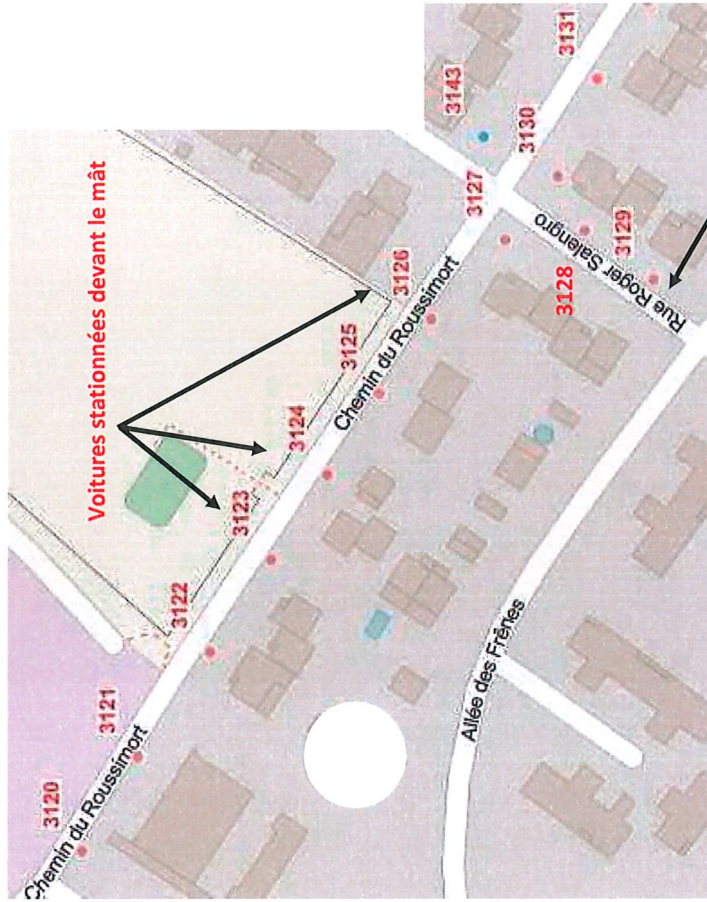 Voitures stationnées devant le mât
3120
3121
3122
3123
3124
3125
3126
3127
3128
3129
3130
3131
3143
Chemin du Roussimort
Chemin du Roussimort
Rue Roger Salengro
Allée des Frênes